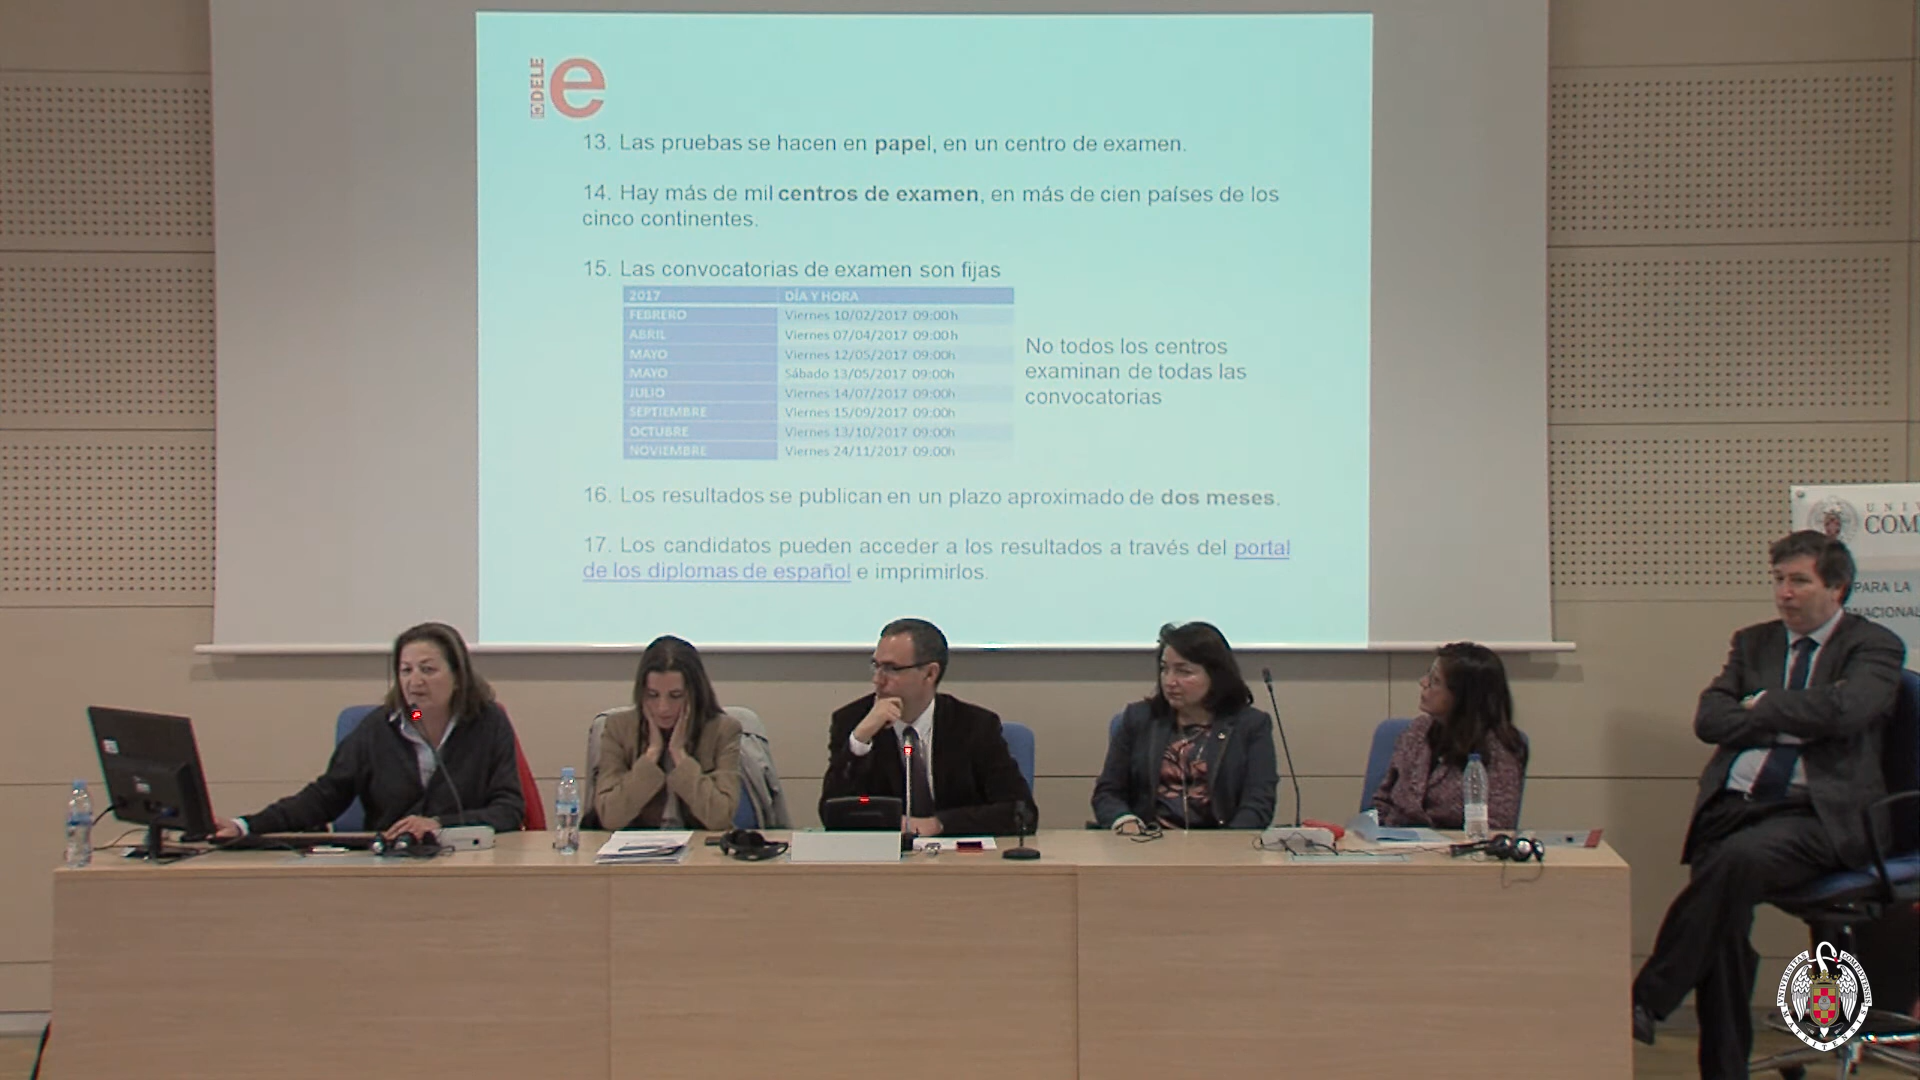 DELE
e
13. Las pruebas se hacen en papel, en un centro de examen.
14. Hay más de mil centros de examen, en más de cien países de los
cinco continentes.
15. Las convocatorias de examen son fijas
2017 DÍA Y HORA
FEBRERO Viernes 10/02/2017 09:00h
ABRIL Viernes 07/04/2017 09:00h
MAYO Viernes 12/05/2017 09:00h
MAYO Sábado 13/05/2017 09:00h
JULIO Viernes 14/07/2017 09:00h
SEPTIEMBRE Viernes 15/09/2017 09:00h
OCTUBRE Viernes 13/10/2017 09:00h
NOVIEMBRE Viernes 24/11/2017 09:00h
No todos los centros
examinan de todas las
convocatorias
16. Los resultados se publican en un plazo aproximado de dos meses.
17. Los candidatos pueden acceder a los resultados a través del portal
de los diplomas de español e imprimirlos.
UNIV
COM
PARA LA
NACIONAL
UNIVERSITAS COMPLUTENSIS
MATRITENSIS